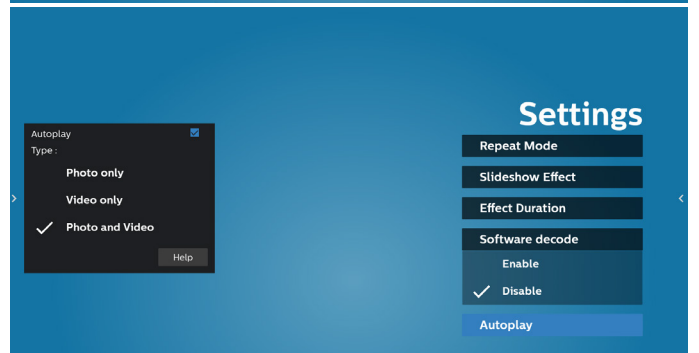 Settings
Autoplay
Type :
Photo only
Video only
Photo and Video
Help
Repeat Mode
Slideshow Effect
Effect Duration
Software decode
Enable
Disable
Autoplay